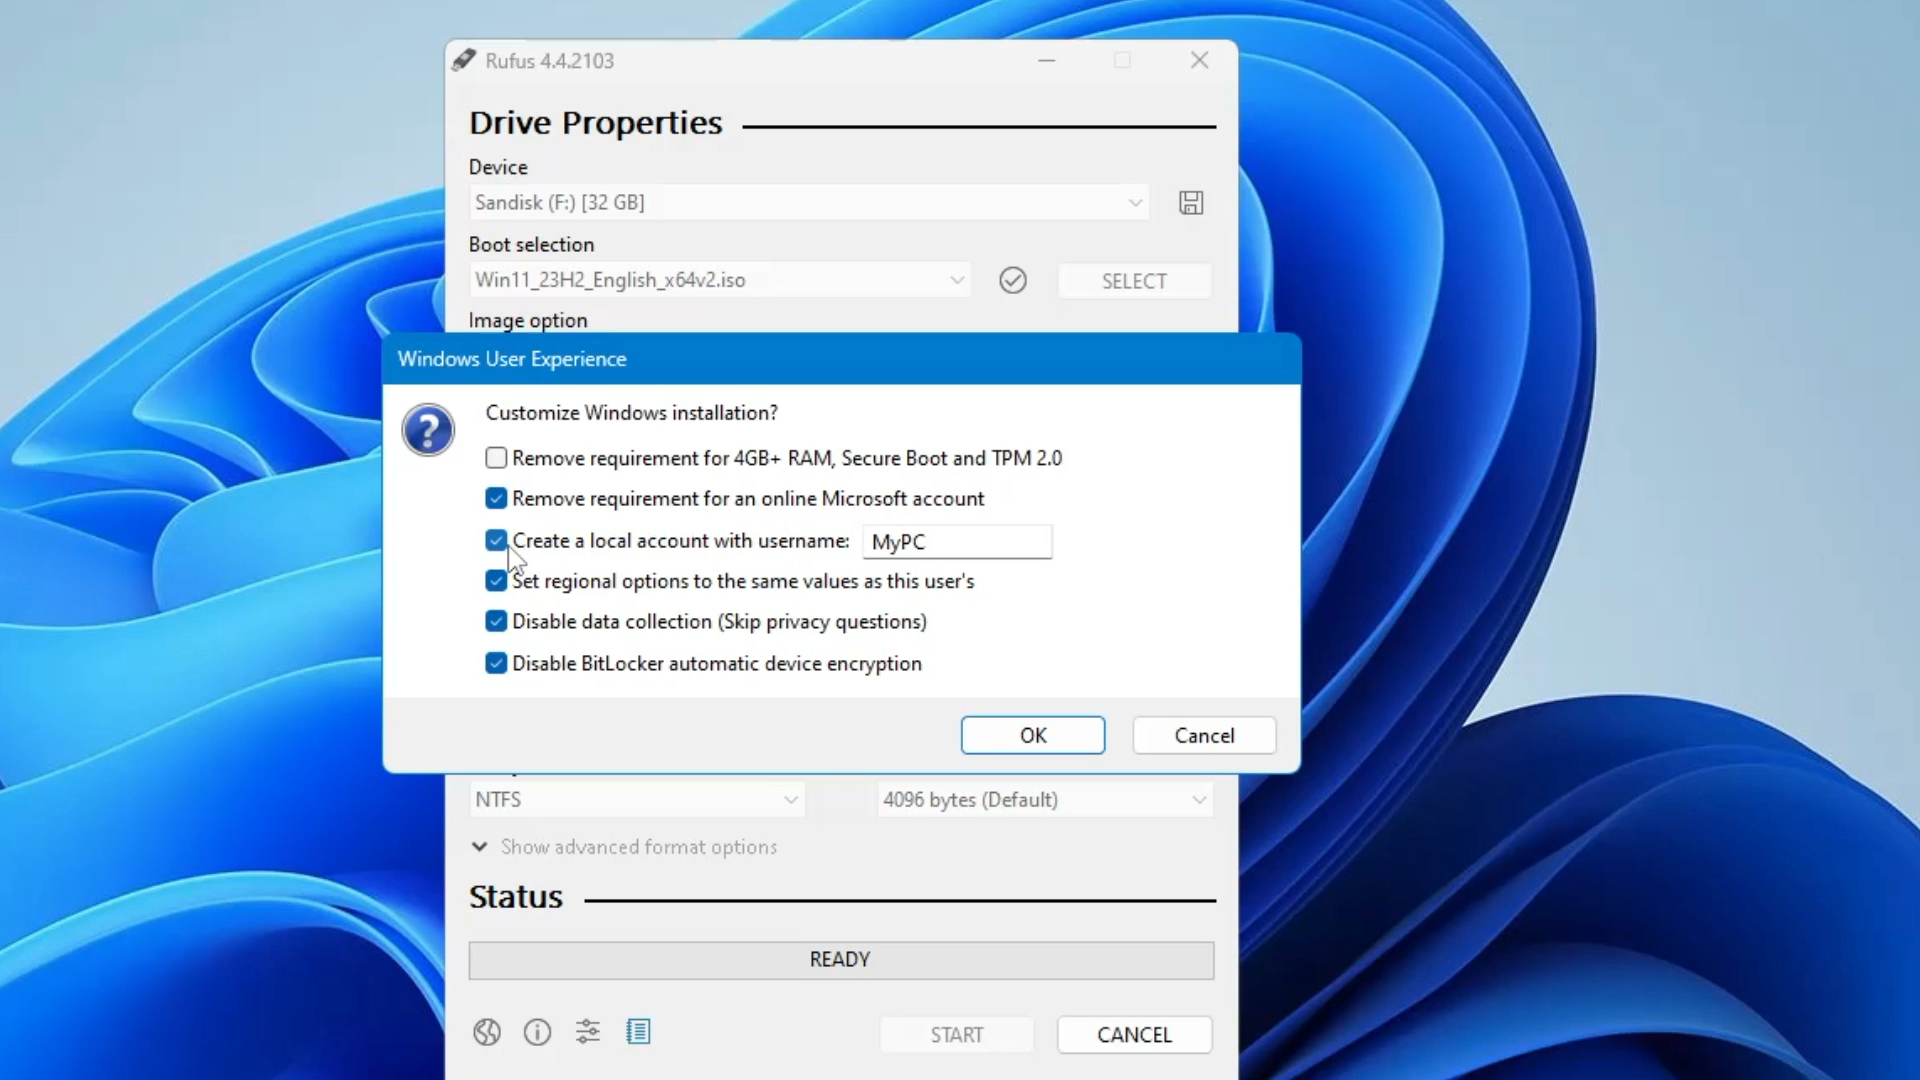 Rufus 4.4.2103
Drive Properties
Device
Sandisk (F:) [32 GB]
Boot selection
Win11_23H2_English_x64v2.iso
SELECT
Image option
Windows User Experience
Customize Windows installation?
Remove requirement for 4GB+ RAM, Secure Boot and TPM 2.0
Remove requirement for an online Microsoft account
Create a local account with username: MyPC
Set regional options to the same values as this user's
Disable data collection (Skip privacy questions)
Disable BitLocker automatic device encryption
OK Cancel
NTFS 4096 bytes (Default)
Show advanced format options
Status
READY
START CANCEL